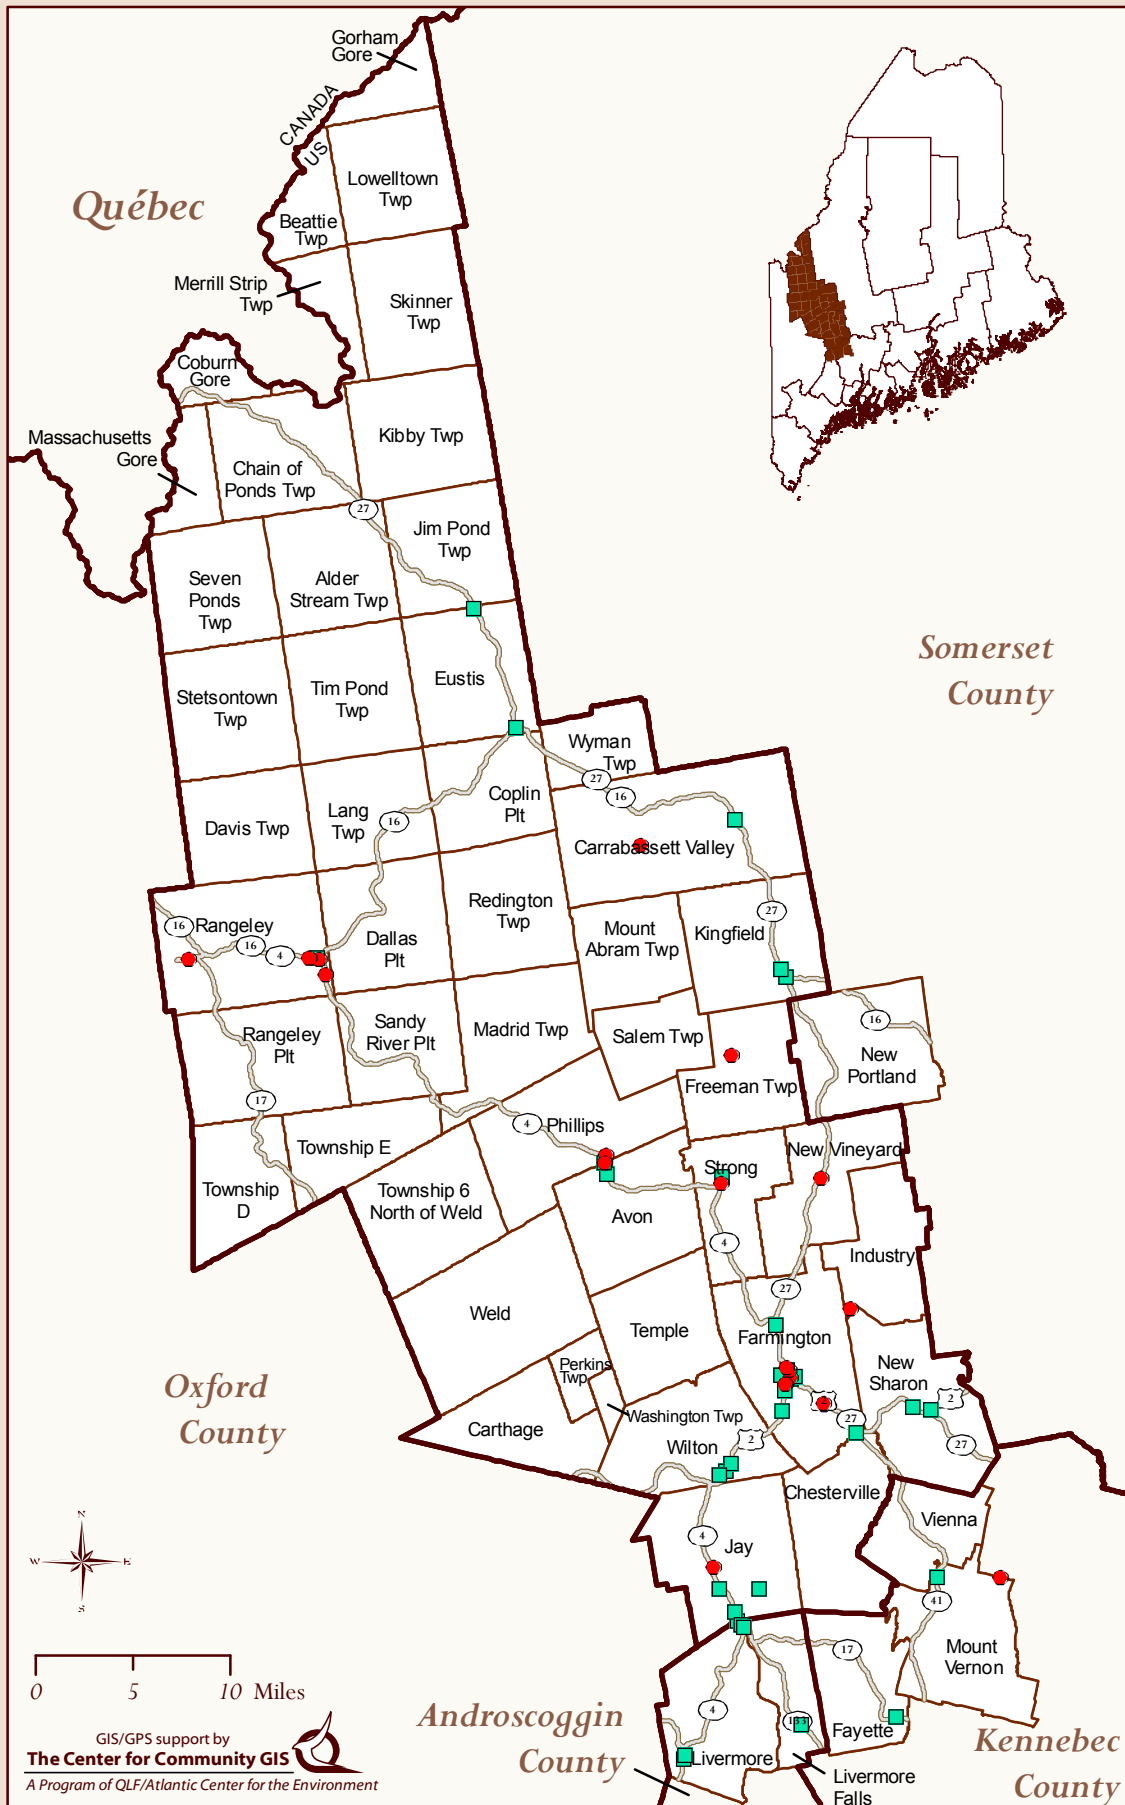 Gorham
Gore
CANADA
US
Québec
Lowelltown
Twp
Beattie
Twp
Merrill Strip
Twp
Skinner
Twp
Coburn
Gore
Massachusetts
Gore
Kibby Twp
Chain of
Ponds Twp
27
Jim Pond
Twp
Seven
Ponds
Twp
Alder
Stream Twp
Somerset
County
Eustis
Stetsontown
Twp
Tim Pond
Twp
Wyman
Twp
27
16
Coplin
Plt
Lang
Twp
16
Davis Twp
Carrabassett Valley
Redington
Twp
27
Rangeley
16
16
4
Dallas
Plt
Mount
Abram Twp
Kingfield
Rangeley
Plt
Sandy
River Plt
Madrid Twp
Salem Twp
16
New
Portland
Freeman Twp
17
4
Phillips
Township E
New Vineyard
Strong
Township
D
Township 6
North of Weld
Avon
4
Industry
27
Weld
Temple
Farmington
Perkins
Twp
New
Sharon
Oxford
County
2
27
2
27
Carthage
Washington Twp
Wilton
2
Chesterville
Vienna
N
W
E
S
4
Jay
41
Mount
Vernon
17
0
5
10 Miles
4
133
Androscoggin
County
Fayette
Kennebec
County
Livermore
Livermore
Falls
GIS/GPS support by
The Center for Community GIS
A Program of QLF/Atlantic Center for the Environment